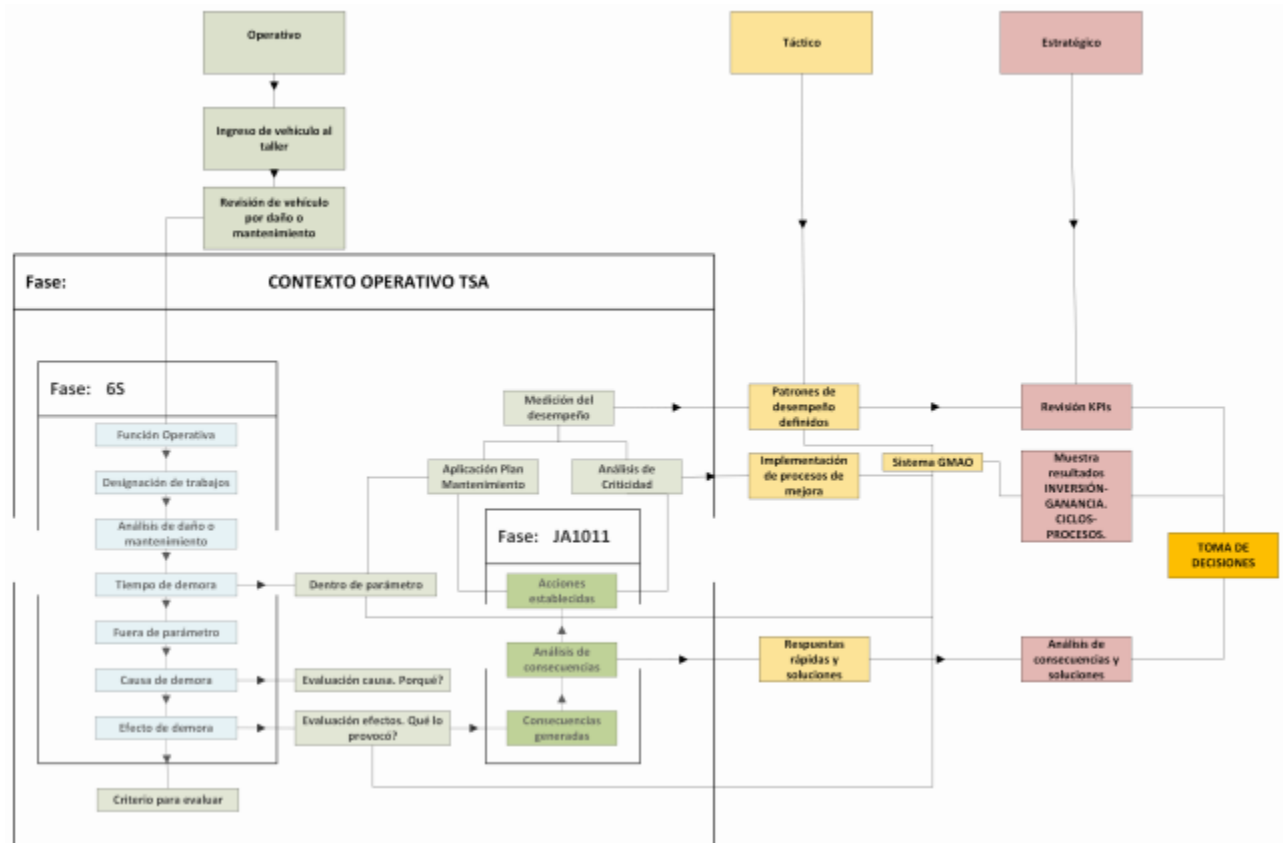 Operativo
Táctico
Estratégico
Ingreso de vehículo al
taller
Revisión de vehículo
por daño o
mantenimiento
Fase: CONTEXTO OPERATIVO TSA
Fase: 6S
Función Operativa
Designación de trabajos
Análisis de daño o
mantenimiento
Tiempo de demora
Fuera de parámetro
Causa de demora
Efecto de demora
Criterio para evaluar
Dentro de parámetro
Evaluación causa. Porqué?
Evaluación efectos. Qué lo
provocó?
Medición del
desempeño
Aplicación Plan
Mantenimiento
Análisis de
Criticidad
Fase: JA1011
Acciones
establecidas
Análisis de
consecuencias
Consecuencias
generadas
Patrones de
desempeño
definidos
Implementación
de procesos de
mejora
Sistema GMAO
Respuestas
rápidas y
soluciones
Revisión KPIs
Muestra
resultados
INVERSIÓN-
GANANCIA.
CICLOS-
PROCESOS.
Análisis de
consecuencias y
soluciones
TOMA DE
DECISIONES